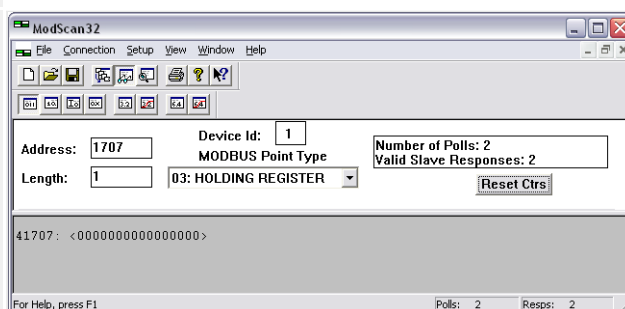 ModScan32
File Connection Setup View Window Help
Address: 1707
Device Id: 1
MODBUS Point Type
Length: 1
03: HOLDING REGISTER
Number of Polls: 2
Valid Slave Responses: 2
Reset Ctrs
41707: <0000000000000000>
For Help, press F1
Polls: 2
Resps: 2